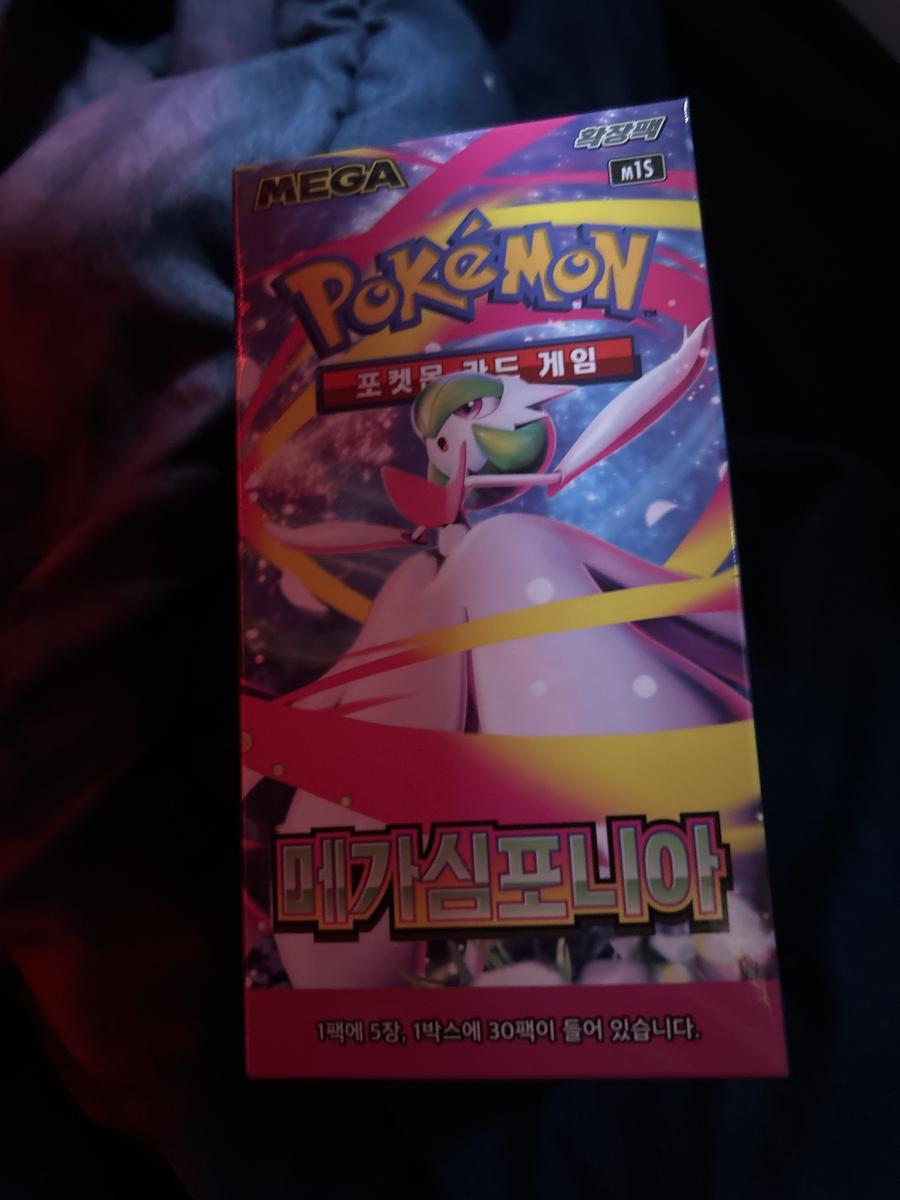 MEGA
확장팩
M1S
POKéMON
TM
포켓몬 카드 게임
메가심포니아
1팩에 5장, 1박스에 30팩이 들어 있습니다.